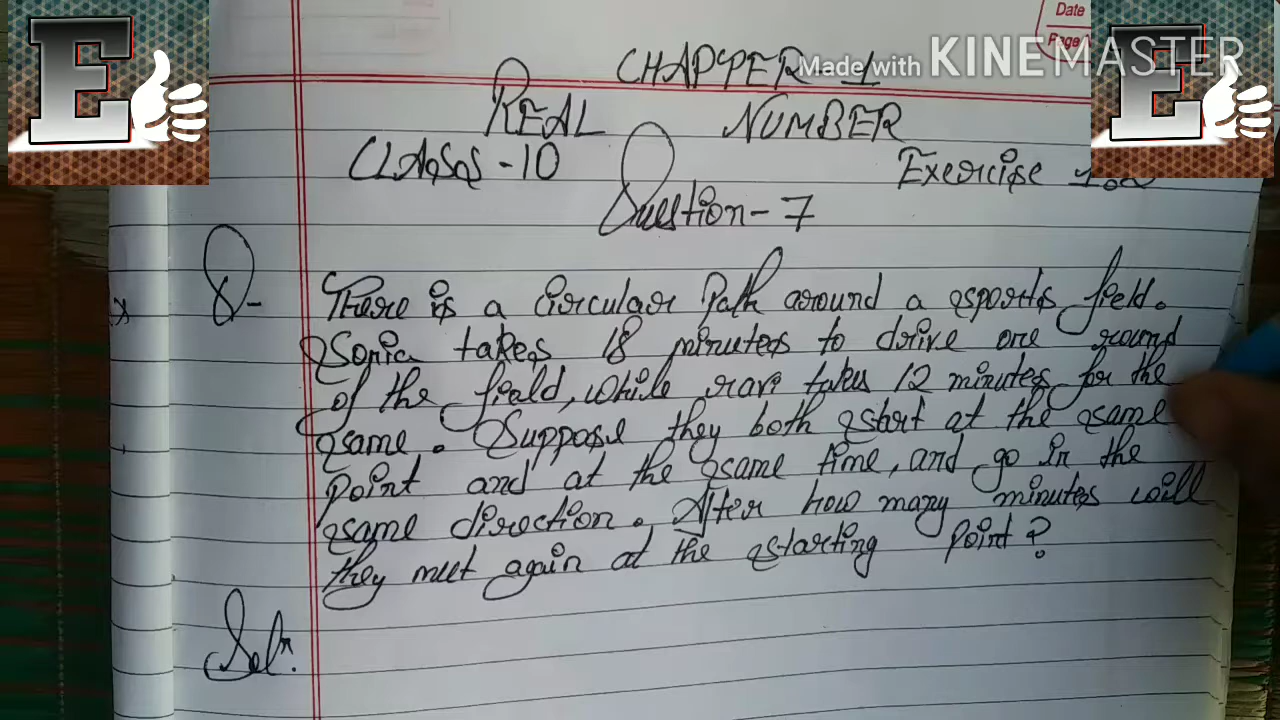 Date
Page
Made with KINEMASTER
E
E
CHAPTER-1
REAL NUMBER
CLASS-10
Exercise 1.2
Question-7
Q- There is a circular Path around a sports field.
Sonia takes 18 minutes to drive one round
of the field, while ravi takes 12 minutes for the
same. Suppose they both start at the same
point and at the same time, and go in the
same direction. After how many minutes will
they meet again at the starting Point?
Solⁿ.